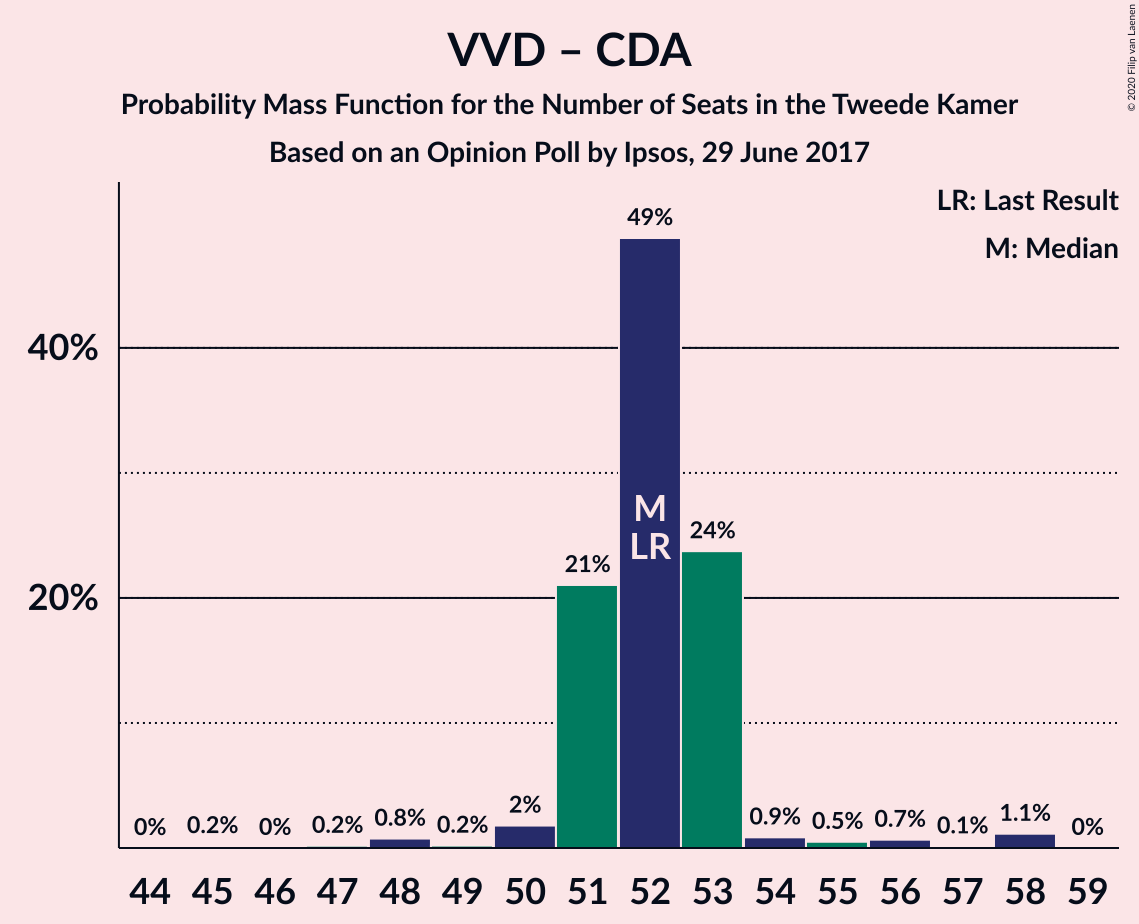 VVD – CDA
Probability Mass Function for the Number of Seats in the Tweede Kamer
Based on an Opinion Poll by Ipsos, 29 June 2017
© 2020 Filip van Laenen
LR: Last Result
M: Median
40%
20%
0%
0.2%
0%
0.2%
0.8%
0.2%
2%
21%
49%
M
LR
24%
0.9%
0.5%
0.7%
0.1%
1.1%
0%
44 45 46 47 48 49 50 51 52 53 54 55 56 57 58 59